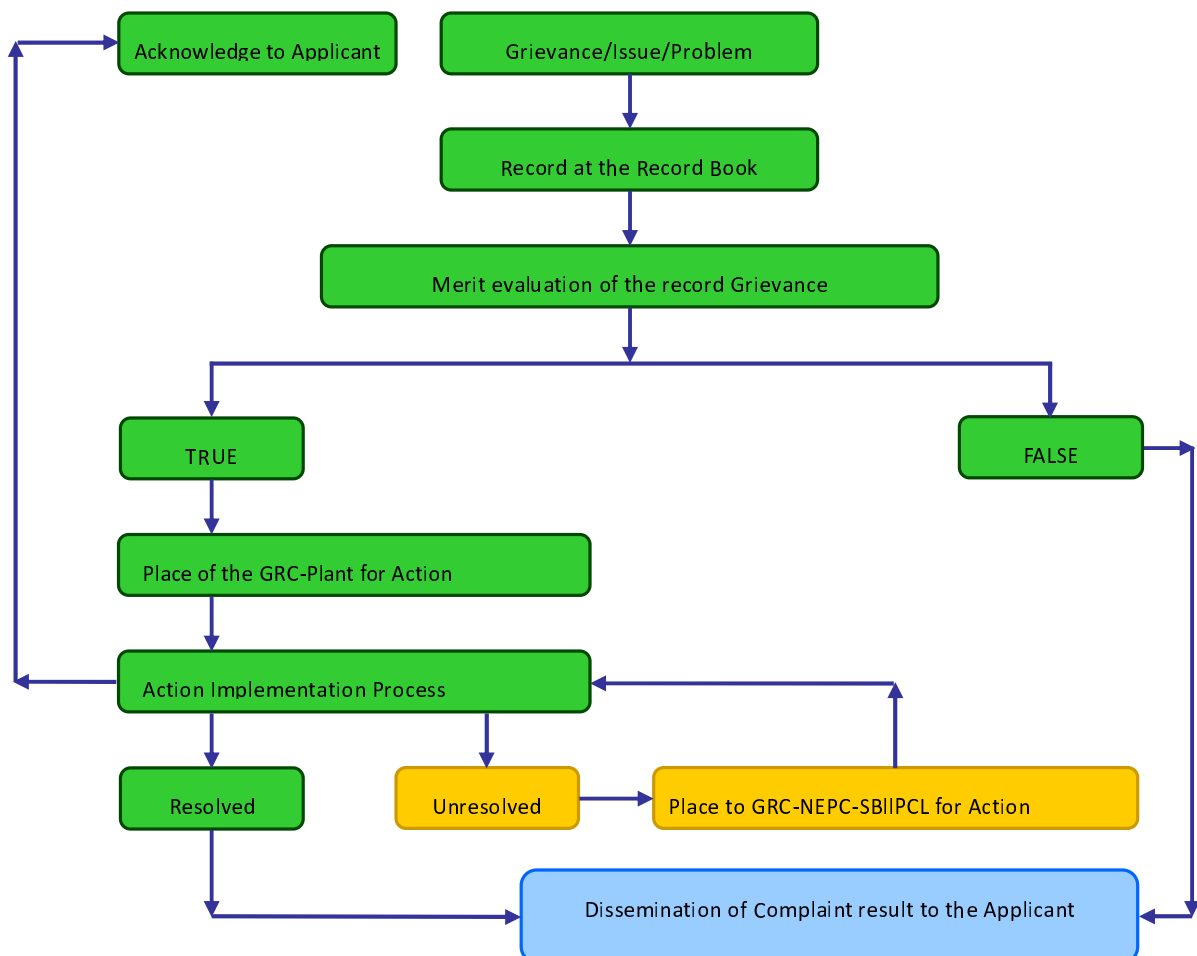 Acknowledge to Applicant
Grievance/Issue/Problem
Record at the Record Book
Merit evaluation of the record Grievance
TRUE
FALSE
Place of the GRC-Plant for Action
Action Implementation Process
Resolved
Unresolved
Place to GRC-NEPC-SBllPCL for Action
Dissemination of Complaint result to the Applicant